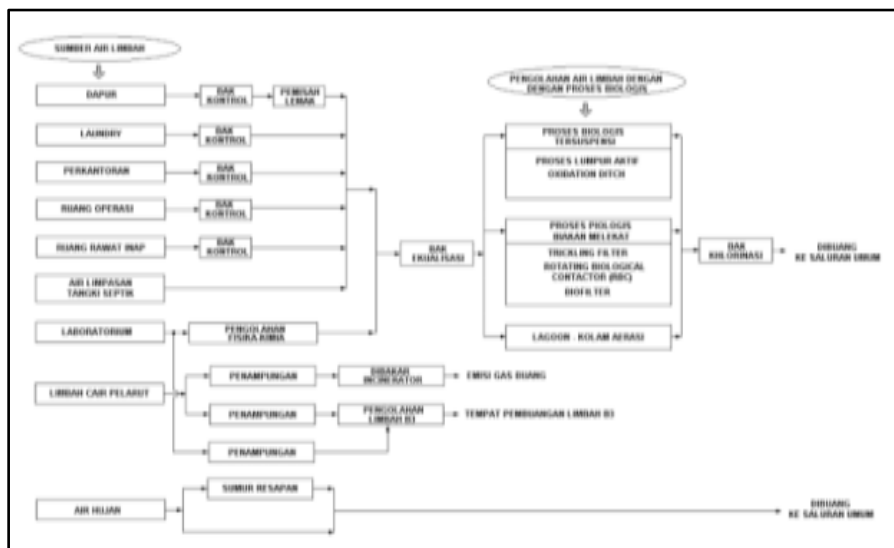 SUMBER AIR LIMBAH
DAPUR
BAK
KONTROL
PEMISAH
LEMAK
LAUNDRY
BAK
KONTROL
PERKANTORAN
BAK
KONTROL
RUANG OPERASI
BAK
KONTROL
RUANG RAWAT INAP
BAK
KONTROL
AIR LIMPASAN
TANGKI SEPTIK
LABORATORIUM
PENGOLAHAN
FISIKA-KIMIA
LIMBAH CAIR PELARUT
PENAMPUNGAN
DIBAKAR
INCINERATOR
EMISI GAS BUANG
PENAMPUNGAN
PENGOLAHAN
LIMBAH B3
TEMPAT PEMBUANGAN LIMBAH B3
PENAMPUNGAN
BAK
EKUALISASI
PENGOLAHAN AIR LIMBAH DENGAN
DENGAN PROSES BIOLOGIS
PROSES BIOLOGIS
TERSUSPENSI
PROSES LUMPUR AKTIF
OXIDATION DITCH
PROSES PIOLOGIS
BIAKAN MELEKAT
TRICKLING FILTER
ROTATING BIOLOGICAL
CONTACTOR (RBC)
BIOFILTER
LAGOON - KOLAM AERASI
BAK
KHLORINASI
DIBUANG
KE SALURAN UMUM
AIR HUJAN
SUMUR RESAPAN
DIBUANG
KE SALURAN UMUM